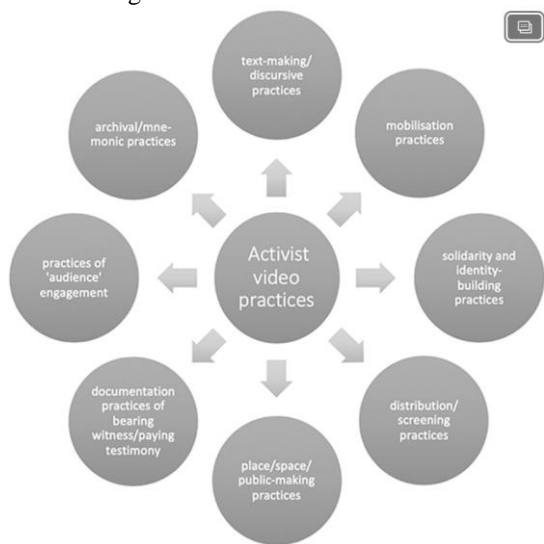 text-making/
discursive
practices
mobilisation
practices
solidarity and
identity-
building
practices
distribution/
screening
practices
place/space/
public-making
practices
documentation
practices of
bearing
witness/paying
testimony
practices of
'audience'
engagement
archival/mne-
monic practices
Activist
video
practices